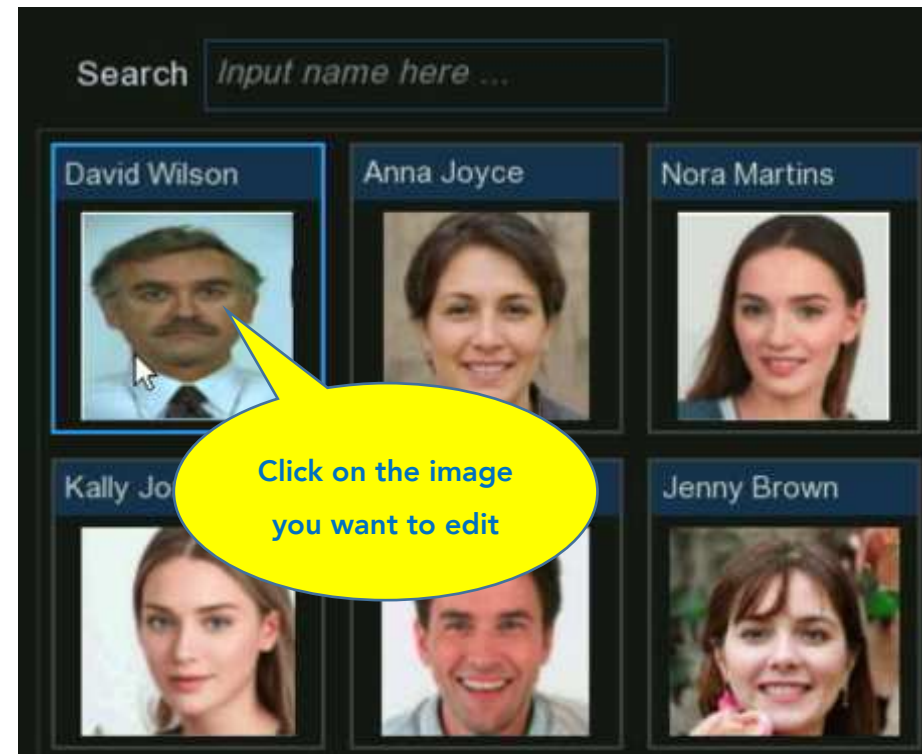 Search Input name here ...
David Wilson Anna Joyce Nora Martins
Click on the image
you want to edit
Kally Jenny Brown